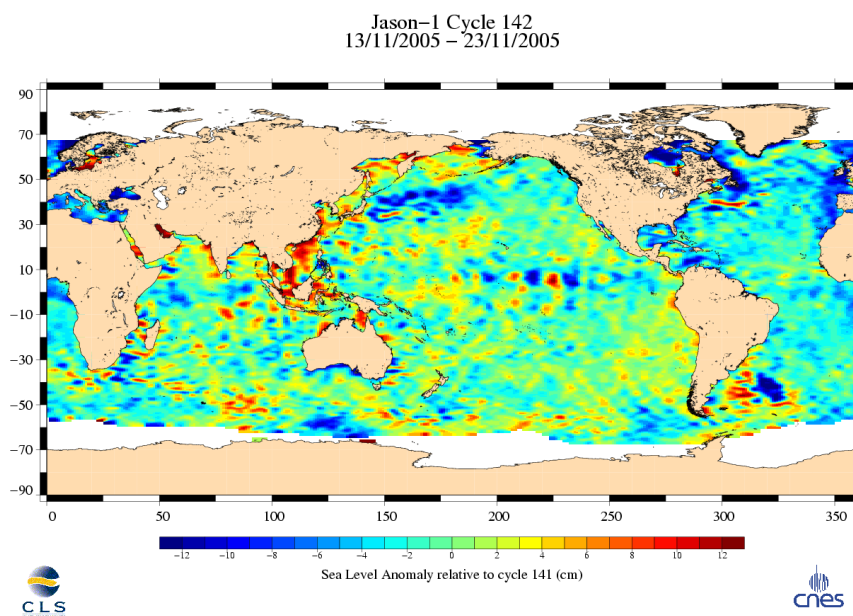 Jason−1 Cycle 142
13/11/2005 − 23/11/2005
90
70
50
30
10
−10
−30
−50
−70
−90
0 50 100 150 200 250 300 350
−12 −10 −8 −6 −4 −2 0 2 4 6 8 10 12
Sea Level Anomaly relative to cycle 141 (cm)
CLS
cnes